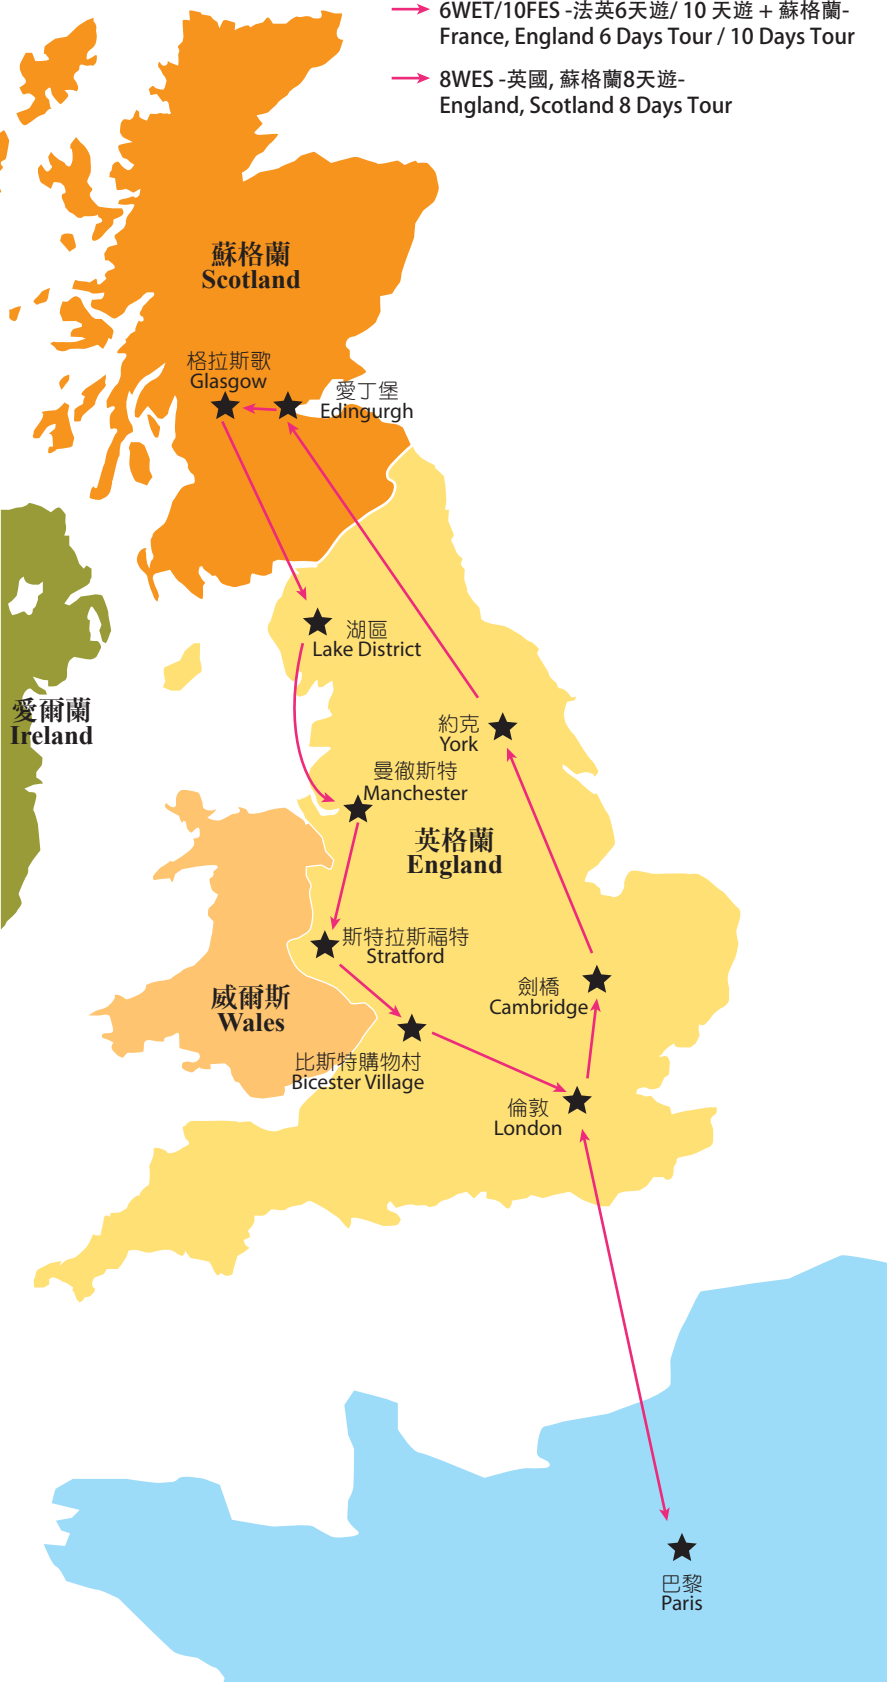 6WET/10FES -法英6天遊/ 10 天遊 + 蘇格蘭-
France, England 6 Days Tour / 10 Days Tour
8WES -英國, 蘇格蘭8天遊-
England, Scotland 8 Days Tour
蘇格蘭
Scotland
格拉斯歌
Glasgow
愛丁堡
Edingurgh
湖區
Lake District
愛爾蘭
Ireland
約克
York
曼徹斯特
Manchester
英格蘭
England
斯特拉斯福特
Stratford
劍橋
Cambridge
威爾斯
Wales
比斯特購物村
Bicester Village
倫敦
London
巴黎
Paris